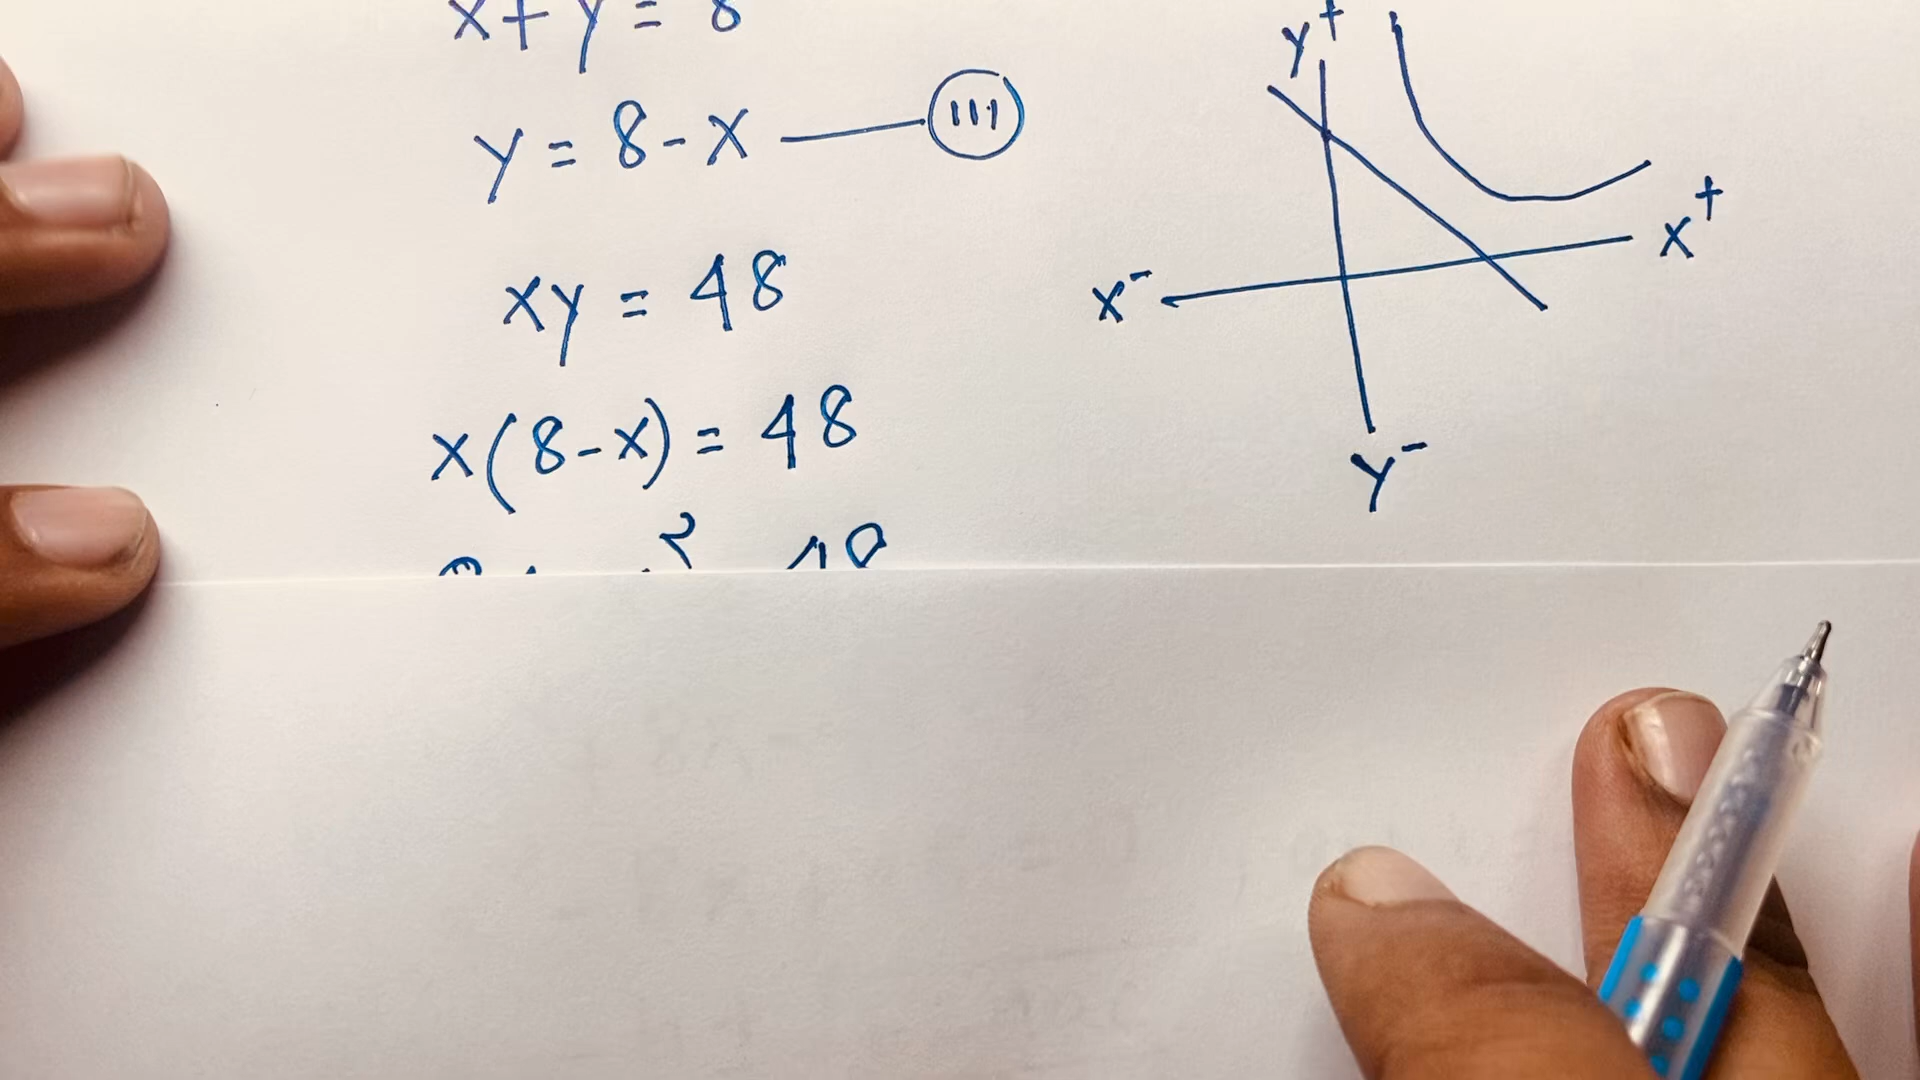 x+y = 8
y = 8-x —— (III)
xy = 48
x(8-x) = 48
y+
x+
x-
y-